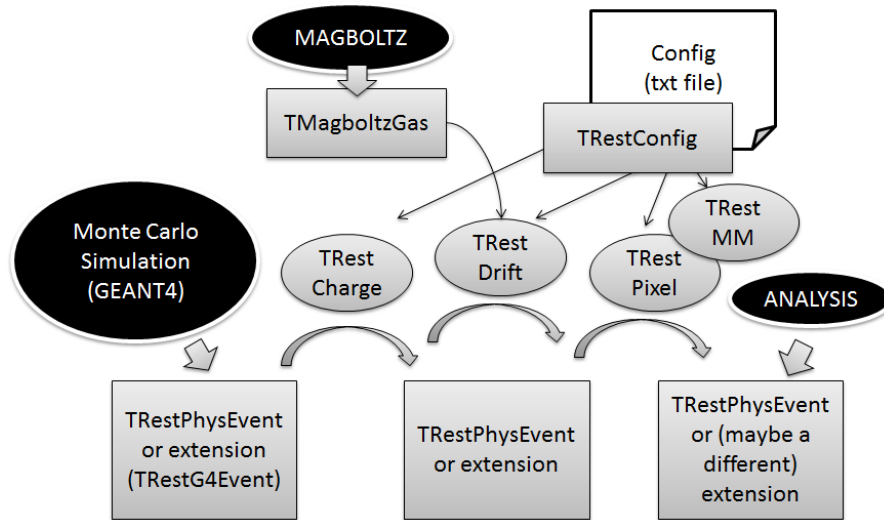 MAGBOLTZ
Config
(txt file)
TMagboltzGas
TRestConfig
Monte Carlo
Simulation
(GEANT4)
TRest
Charge
TRest
Drift
TRest
Pixel
TRest
MM
ANALYSIS
TRestPhysEvent
or extension
(TRestG4Event)
TRestPhysEvent
or extension
TRestPhysEvent
or (maybe a
different)
extension